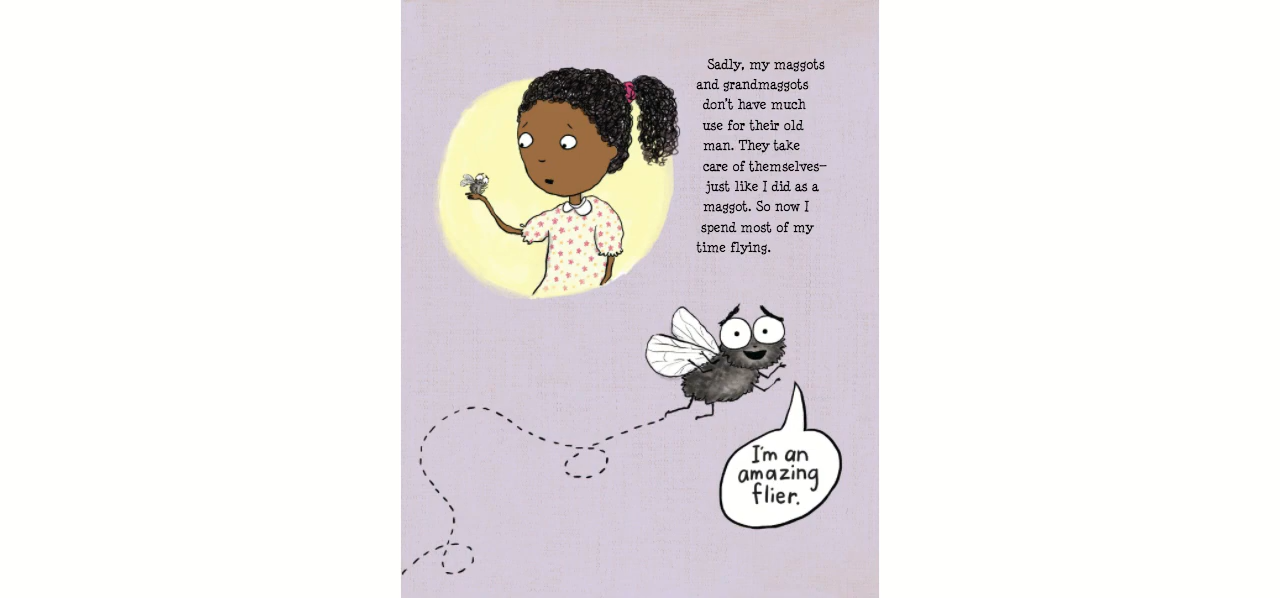 Sadly, my maggots
and grandmaggots
don't have much
use for their old
man. They take
care of themselves—
just like I did as a
maggot. So now I
spend most of my
time flying.
I'm an
amazing
flier.